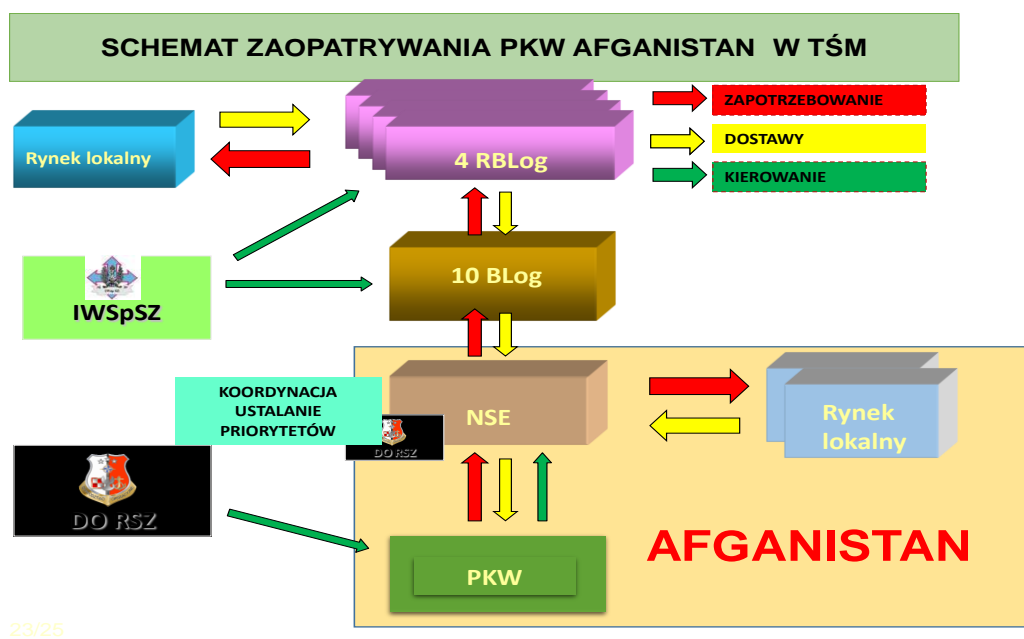 SCHEMAT ZAOPATRYWANIA PKW AFGANISTAN W TŚM
Rynek lokalny
4 RBLog
ZAPOTRZEBOWANIE
DOSTAWY
KIEROWANIE
10 BLog
IWSpSZ
KOORDYNACJA
USTALANIE
PRIORYTETÓW
NSE
Rynek
lokalny
DO RSZ
DO RSZ
AFGANISTAN
PKW
23/25